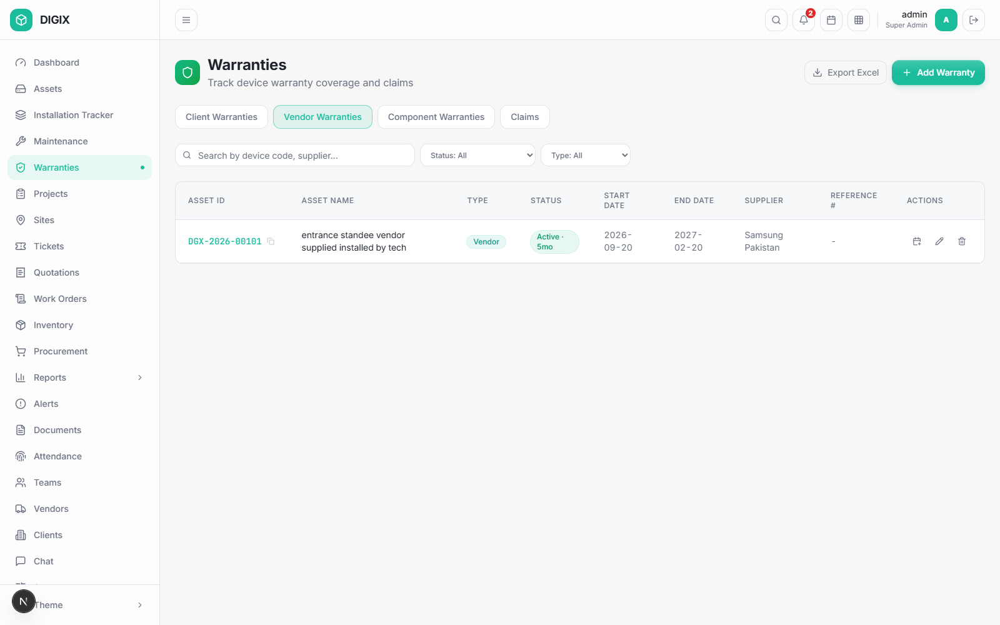 DIGIX
2
admin
Super Admin
A
Dashboard
Assets
Installation Tracker
Maintenance
Warranties
Projects
Sites
Tickets
Quotations
Work Orders
Inventory
Procurement
Reports
Alerts
Documents
Attendance
Teams
Vendors
Clients
Chat
N
Theme
Warranties
Track device warranty coverage and claims
Export Excel
Add Warranty
Client Warranties
Vendor Warranties
Component Warranties
Claims
Search by device code, supplier...
Status: All
Type: All
ASSET ID
ASSET NAME
TYPE
STATUS
START
DATE
END DATE
SUPPLIER
REFERENCE
#
ACTIONS
DGX-2026-00101
entrance standee vendor
supplied installed by tech
Vendor
Active ·
5mo
2026-
09-20
2027-
02-20
Samsung
Pakistan
-